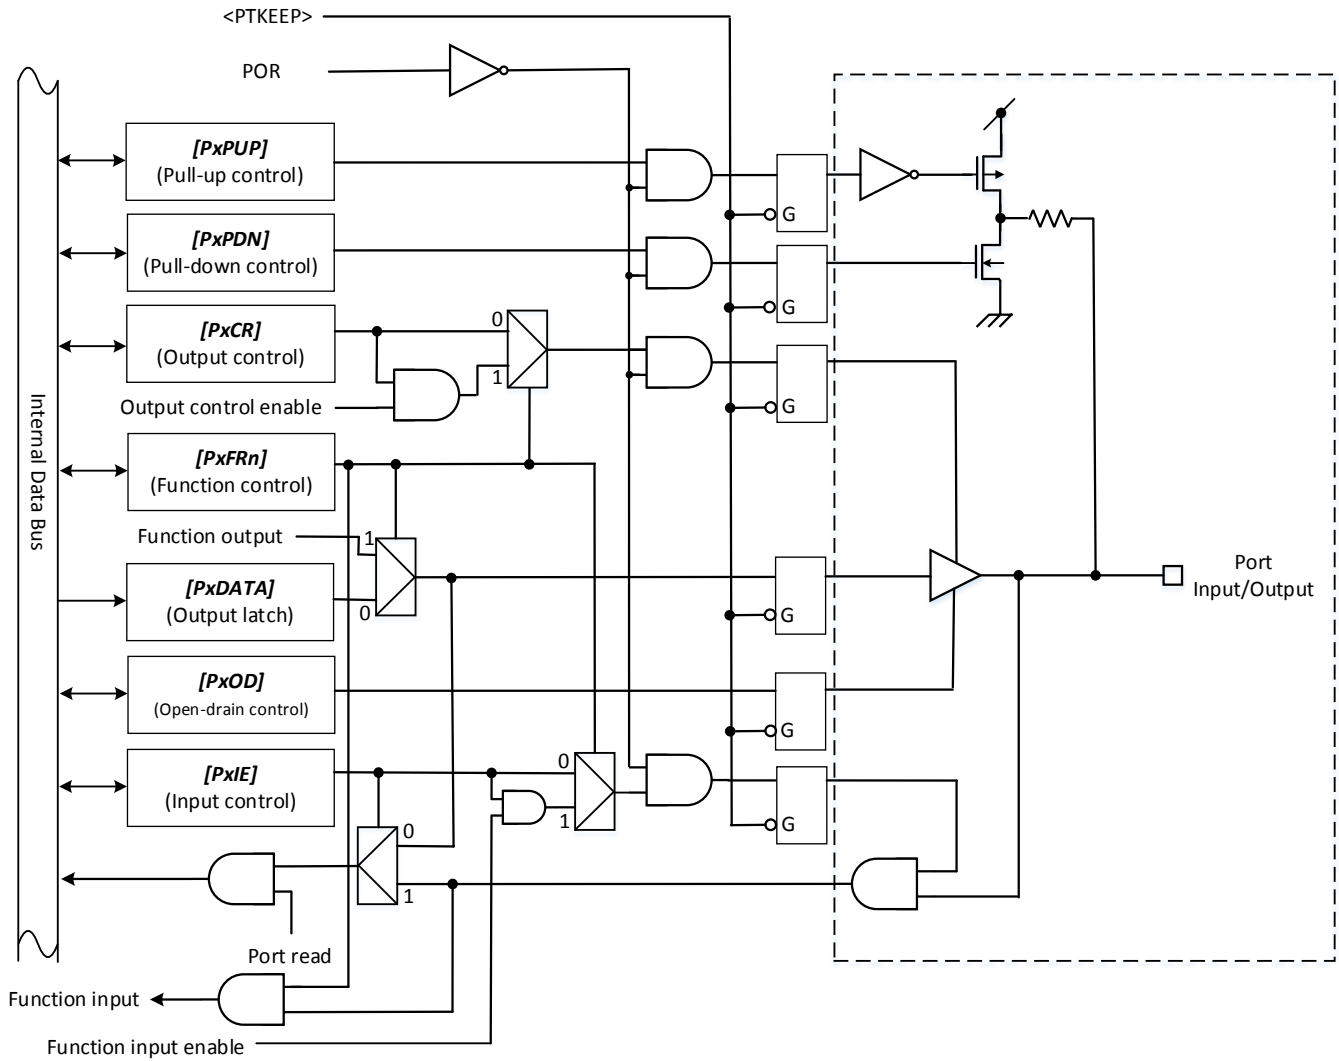 <PTKEEP>
POR
[PxPUP]
(Pull-up control)
G
[PxPDN]
(Pull-down control)
G
[PxCR]
(Output control)
0
1
G
Output control enable
Internal Data Bus
[PxFRn]
(Function control)
Function output
1
[PxDATA]
(Output latch)
0
G
Port
Input/Output
[PxOD]
(Open-drain control)
G
[PxIE]
(Input control)
0
1
G
0
1
Port read
Function input
Function input enable